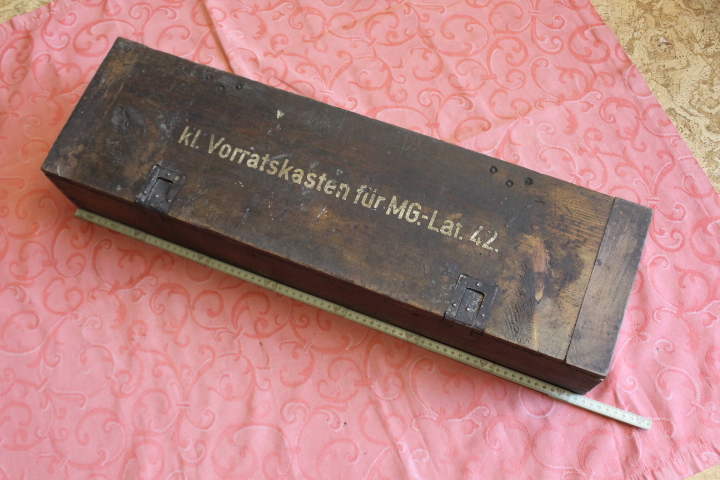 kl. Vorratskasten für MG.-Laf. 42.